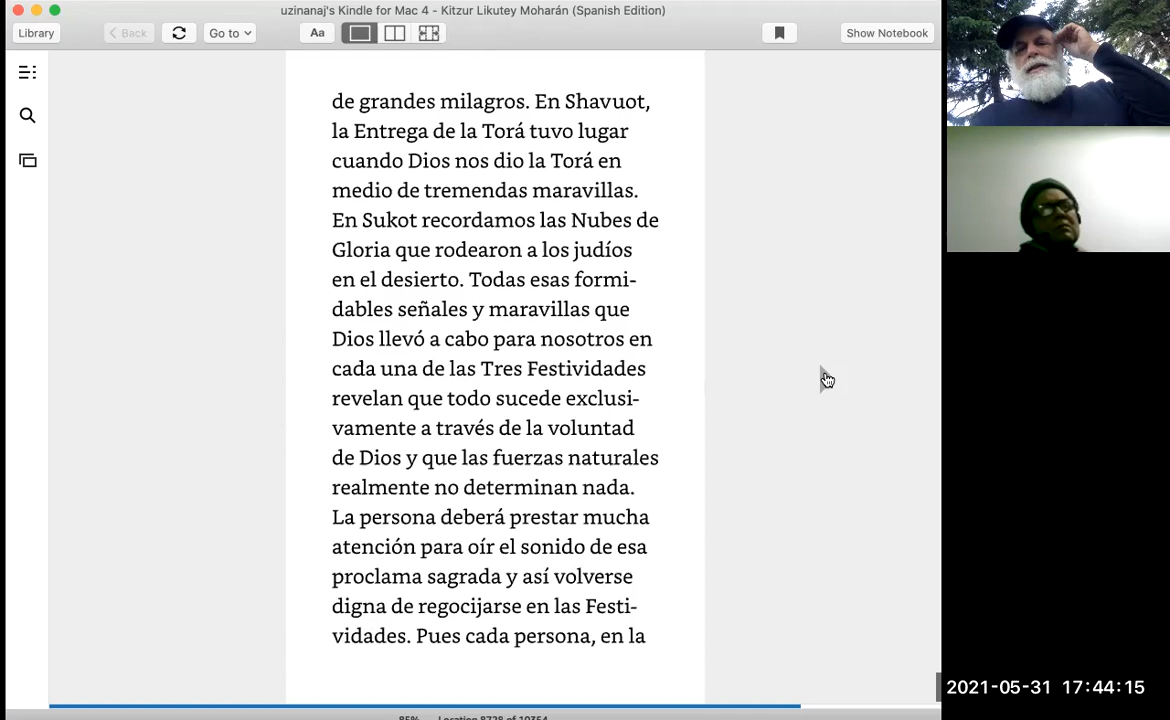 uzinanaj's Kindle for Mac 4 - Kitzur Likutey Moharán (Spanish Edition)
Library
Back
Go to
Aa
Show Notebook
de grandes milagros. En Shavuot,
la Entrega de la Torá tuvo lugar
cuando Dios nos dio la Torá en
medio de tremendas maravillas.
En Sukot recordamos las Nubes de
Gloria que rodearon a los judíos
en el desierto. Todas esas formi-
dables señales y maravillas que
Dios llevó a cabo para nosotros en
cada una de las Tres Festividades
revelan que todo sucede exclusi-
vamente a través de la voluntad
de Dios y que las fuerzas naturales
realmente no determinan nada.
La persona deberá prestar mucha
atención para oír el sonido de esa
proclama sagrada y así volverse
digna de regocijarse en las Festi-
vidades. Pues cada persona, en la
85% Location 8728 of 10354
2021-05-31 17:44:15